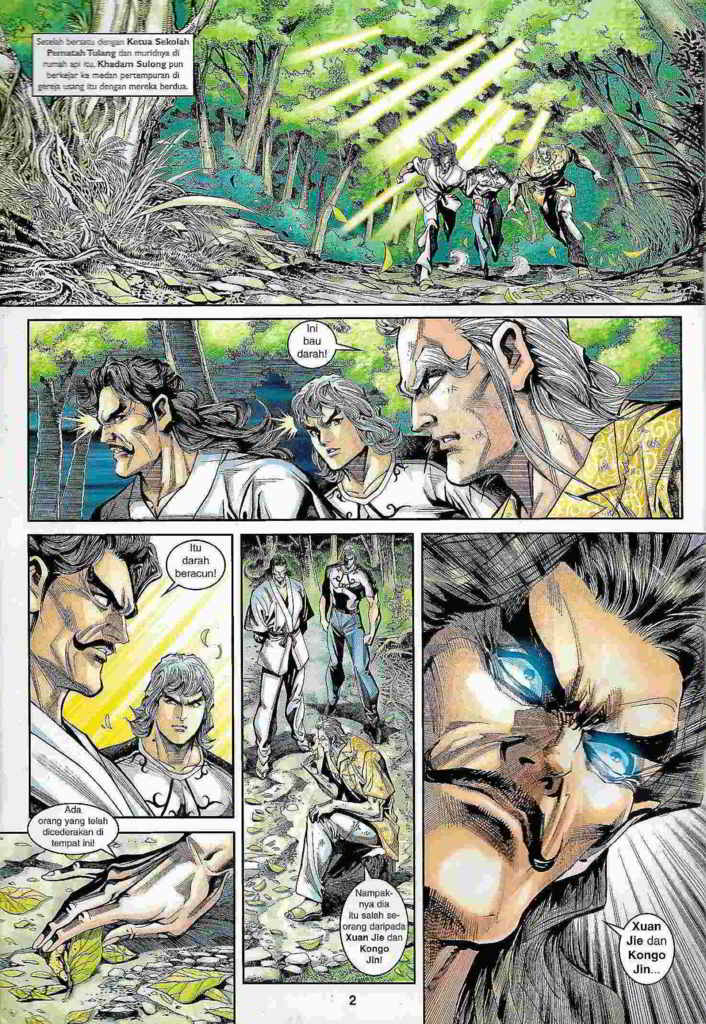 Setelah bersatu dengan Ketua Sekolah
Pematah Tulang dan muridnya di
rumah api itu, Khadam Sulong pun
berkejar ke medan pertempuran di
gereja usang itu dengan mereka berdua.
Ini
bau
darah!
Itu
darah
beracun!
Ada
orang yang telah
dicederakan di
tempat ini!
Nampak-
nya dia
itu salah se-
orang daripada
Xuan Jie dan
Kongo
Jin!
Xuan
Jie dan
Kongo
Jin...
2